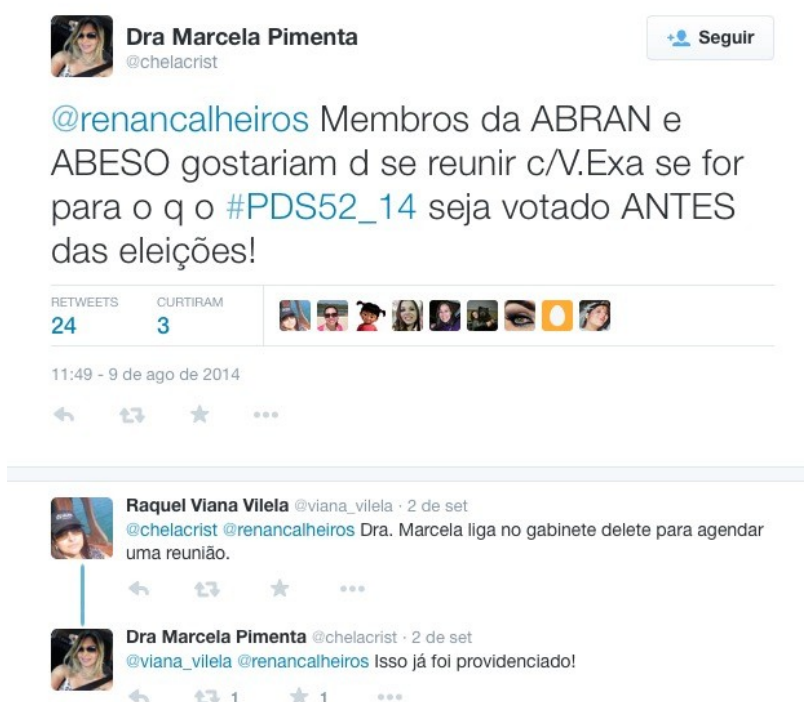 Dra Marcela Pimenta
@chelacrist
Seguir
@renancalheiros Membros da ABRAN e
ABESO gostariam d se reunir c/V.Exa se for
para o q o #PDS52_14 seja votado ANTES
das eleições!
RETWEETS CURTIRAM
24 3
11:49 - 9 de ago de 2014
Raquel Viana Vilela @viana_vilela · 2 de set
@chelacrist @renancalheiros Dra. Marcela liga no gabinete delete para agendar
uma reunião.
Dra Marcela Pimenta @chelacrist · 2 de set
@viana_vilela @renancalheiros Isso já foi providenciado!
1 1